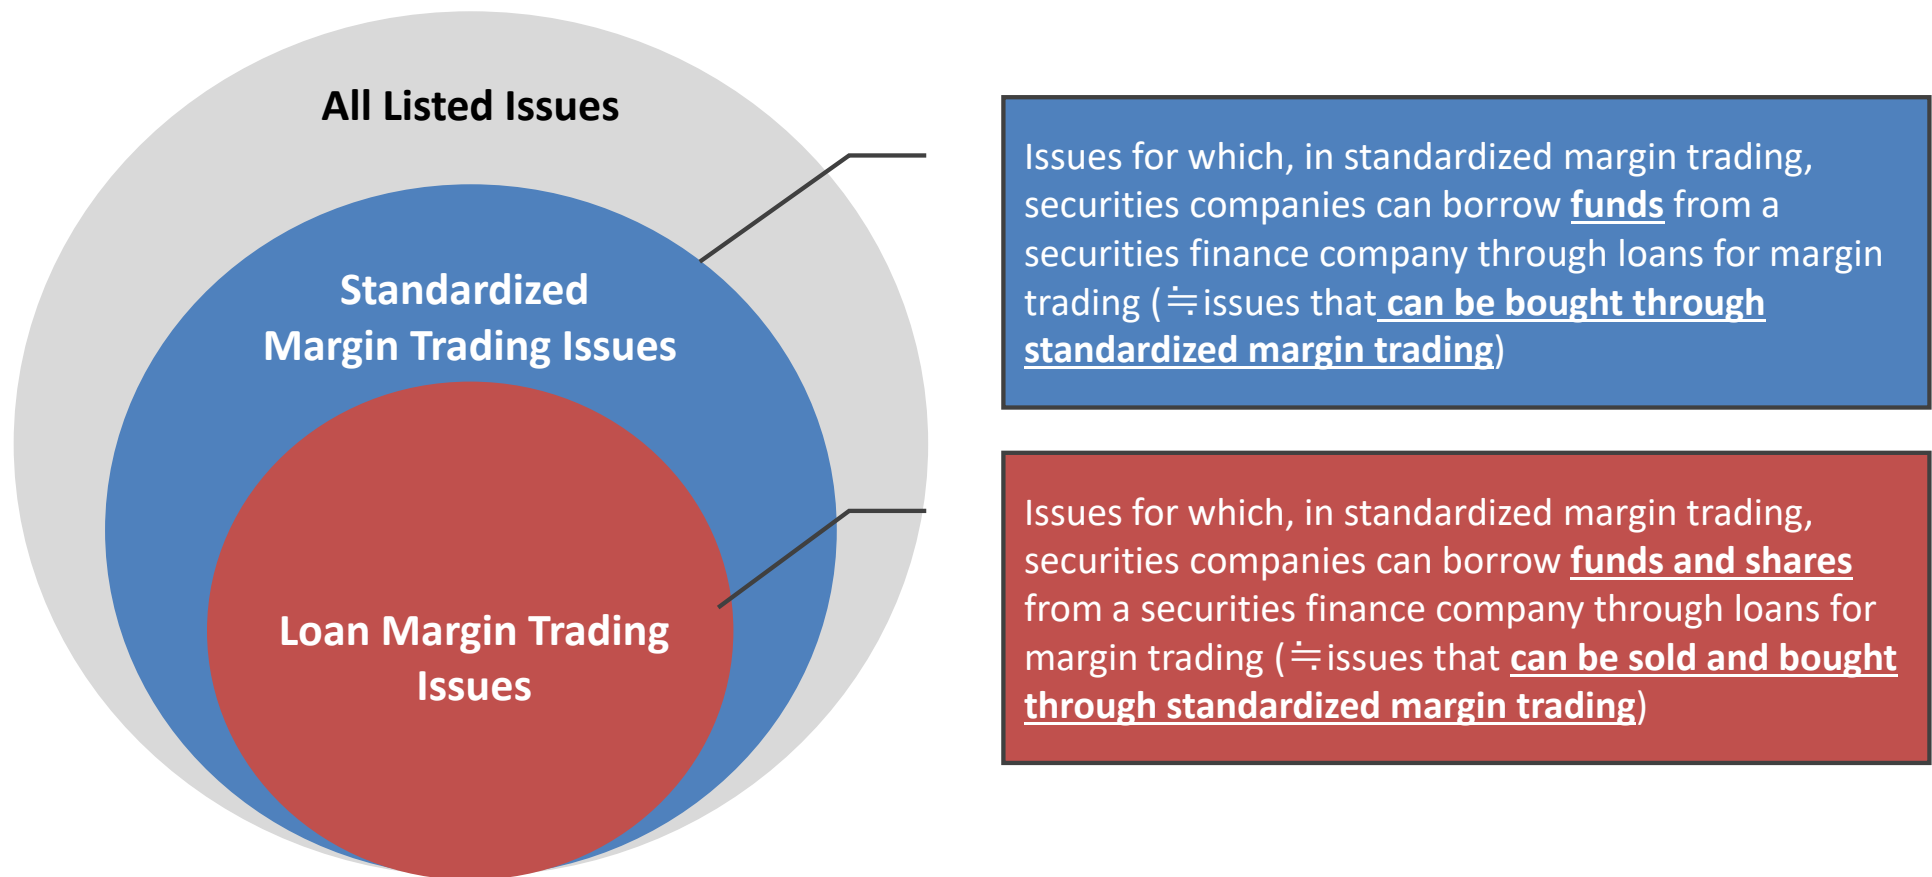 All Listed Issues
Standardized
Margin Trading Issues
Loan Margin Trading
Issues
Issues for which, in standardized margin trading,
securities companies can borrow funds from a
securities finance company through loans for margin
trading (≒issues that can be bought through
standardized margin trading)
Issues for which, in standardized margin trading,
securities companies can borrow funds and shares
from a securities finance company through loans for
margin trading (≒issues that can be sold and bought
through standardized margin trading)